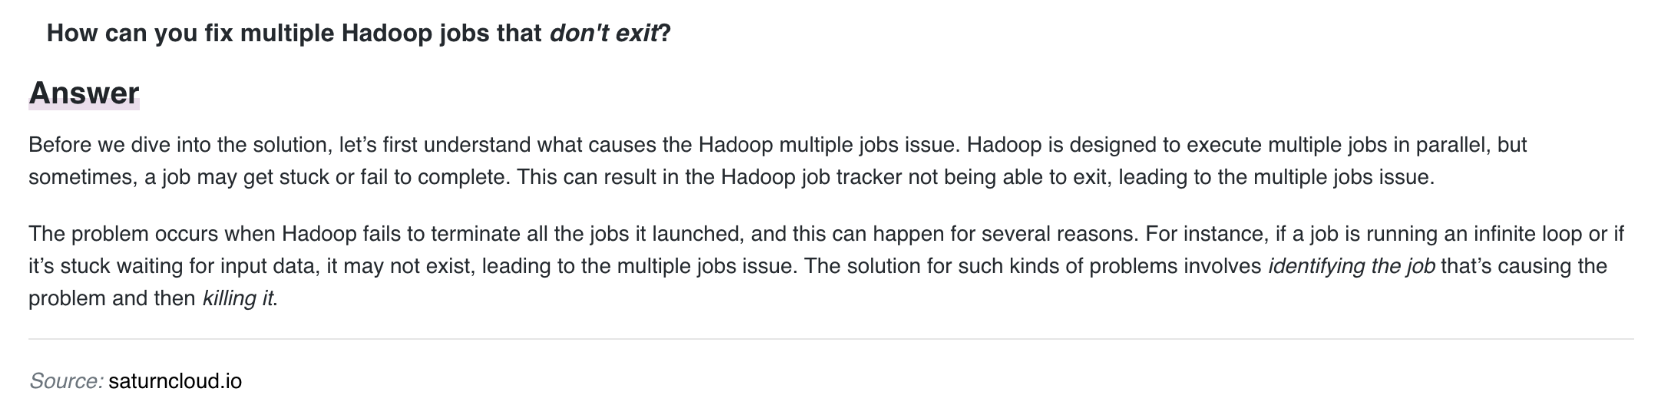 How can you fix multiple Hadoop jobs that don't exit?
Answer
Before we dive into the solution, let’s first understand what causes the Hadoop multiple jobs issue. Hadoop is designed to execute multiple jobs in parallel, but
sometimes, a job may get stuck or fail to complete. This can result in the Hadoop job tracker not being able to exit, leading to the multiple jobs issue.
The problem occurs when Hadoop fails to terminate all the jobs it launched, and this can happen for several reasons. For instance, if a job is running an infinite loop or if
it’s stuck waiting for input data, it may not exist, leading to the multiple jobs issue. The solution for such kinds of problems involves identifying the job that’s causing the
problem and then killing it.
Source: saturncloud.io